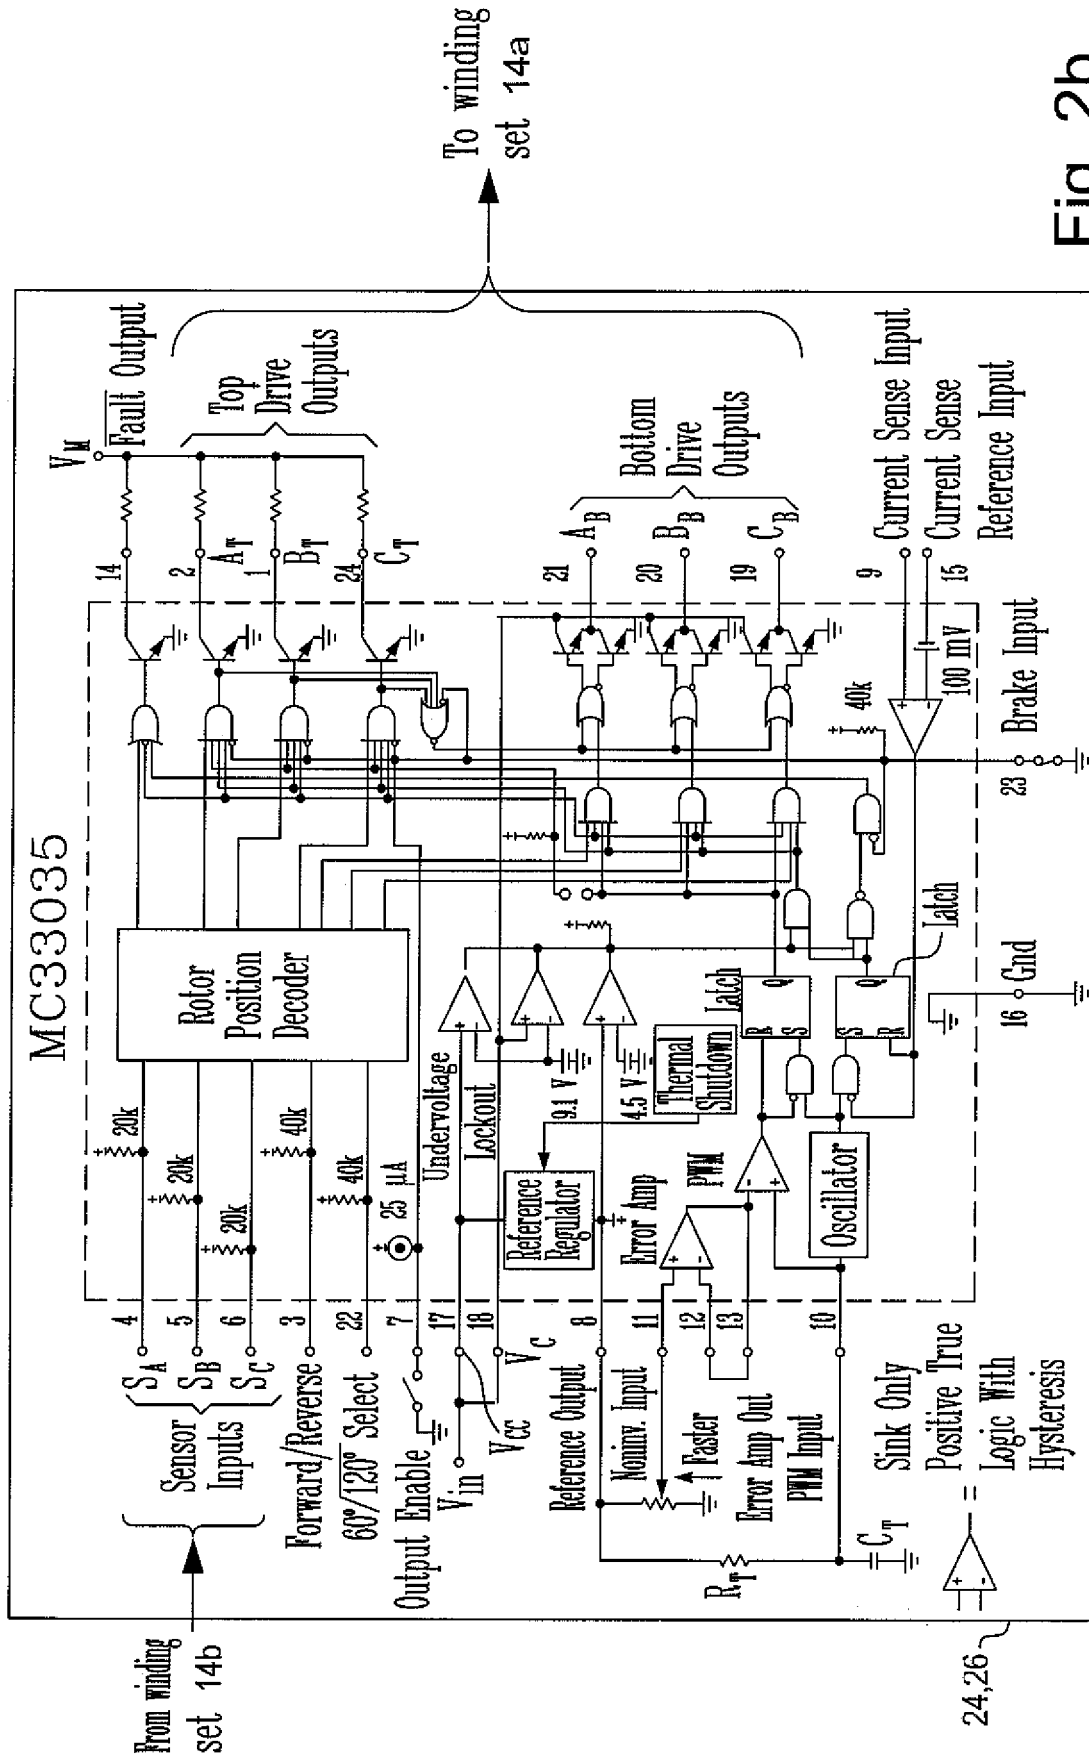 MC33035
From winding
set 14b
Sensor
Inputs
S_A
S_B
S_C
4
5
6
3
22
7
17
18
8
11
12
13
10
Forward/Reverse
60°/1̅2̅0̅°̅ Select
Output Enable
V_in
V_CC
V_C
Reference Output
Noninv. Input
Faster
Error Amp Out
PWM Input
R_T
C_T
Sink Only
Positive True
Logic With
Hysteresis
=
24,26
20k
20k
20k
40k
40k
25 µA
Rotor
Position
Decoder
Undervoltage
Lockout
9.1 V
4.5 V
Reference
Regulator
Thermal
Shutdown
Error Amp
PWM
Oscillator
Latch
R
S
Q
S
R
Q
Latch
16
Gnd
40k
23
Brake Input
100 mV
V_M
F̅a̅u̅l̅t̅ Output
14
2
1
24
A_T
B_T
C_T
Top
Drive
Outputs
21
20
19
A_B
B_B
C_B
Bottom
Drive
Outputs
9
15
Current Sense Input
Current Sense
Reference Input
To winding
set 14a
Fig. 2b